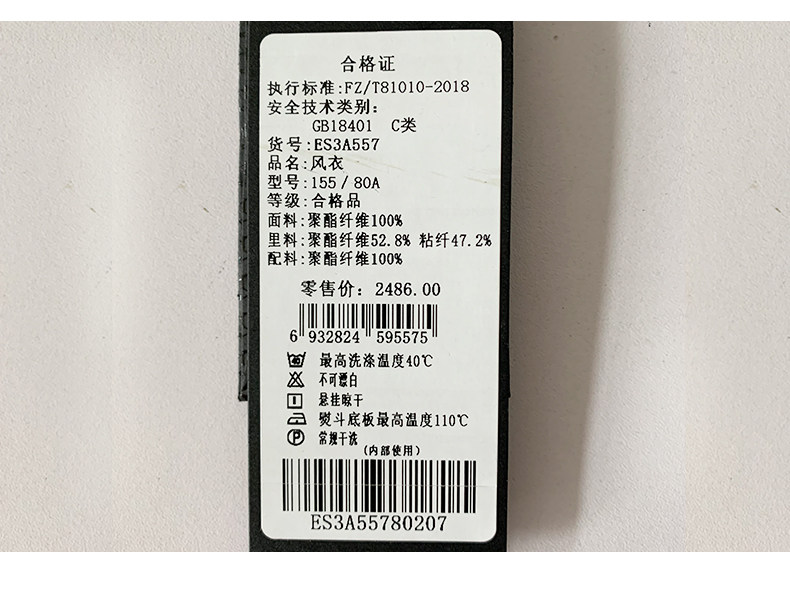 合格证
执行标准:FZ/T81010-2018
安全技术类别:
GB18401 C类
货号:ES3A557
品名:风衣
型号:155/80A
等级:合格品
面料:聚酯纤维100%
里料:聚酯纤维52.8% 粘纤47.2%
配料:聚酯纤维100%
零售价: 2486.00
6 932824 595575
40 最高洗涤温度40℃
不可漂白
悬挂晾干
熨斗底板最高温度110℃
P 常规干洗
(内部使用)
ES3A55780207